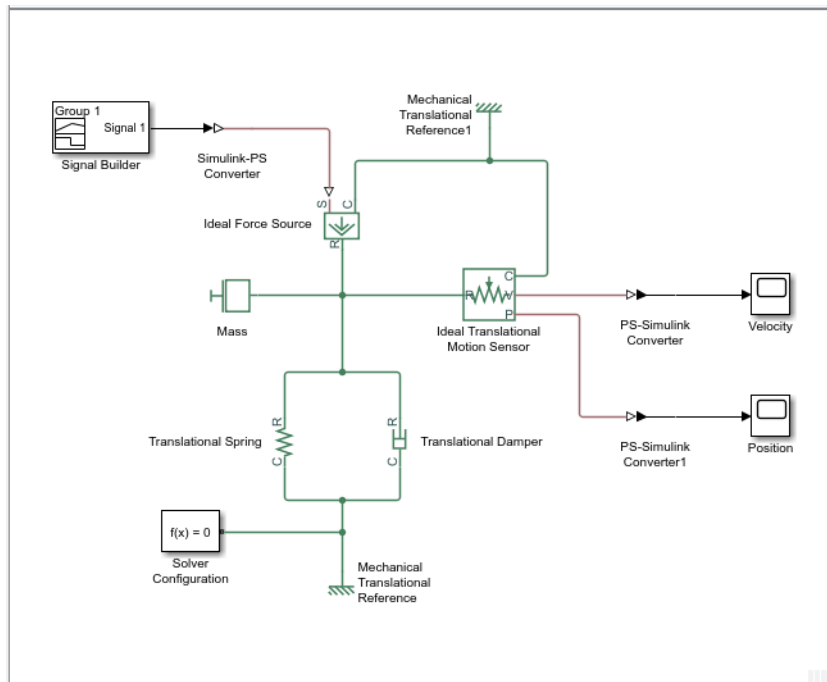 Group 1
Signal 1
Signal Builder
Simulink-PS
Converter
Mechanical
Translational
Reference1
S
C
Ideal Force Source
R
Mass
C
R
V
P
Ideal Translational
Motion Sensor
PS-Simulink
Converter
Velocity
R
R
Translational Spring
Translational Damper
C
C
PS-Simulink
Converter1
Position
f(x) = 0
Solver
Configuration
Mechanical
Translational
Reference